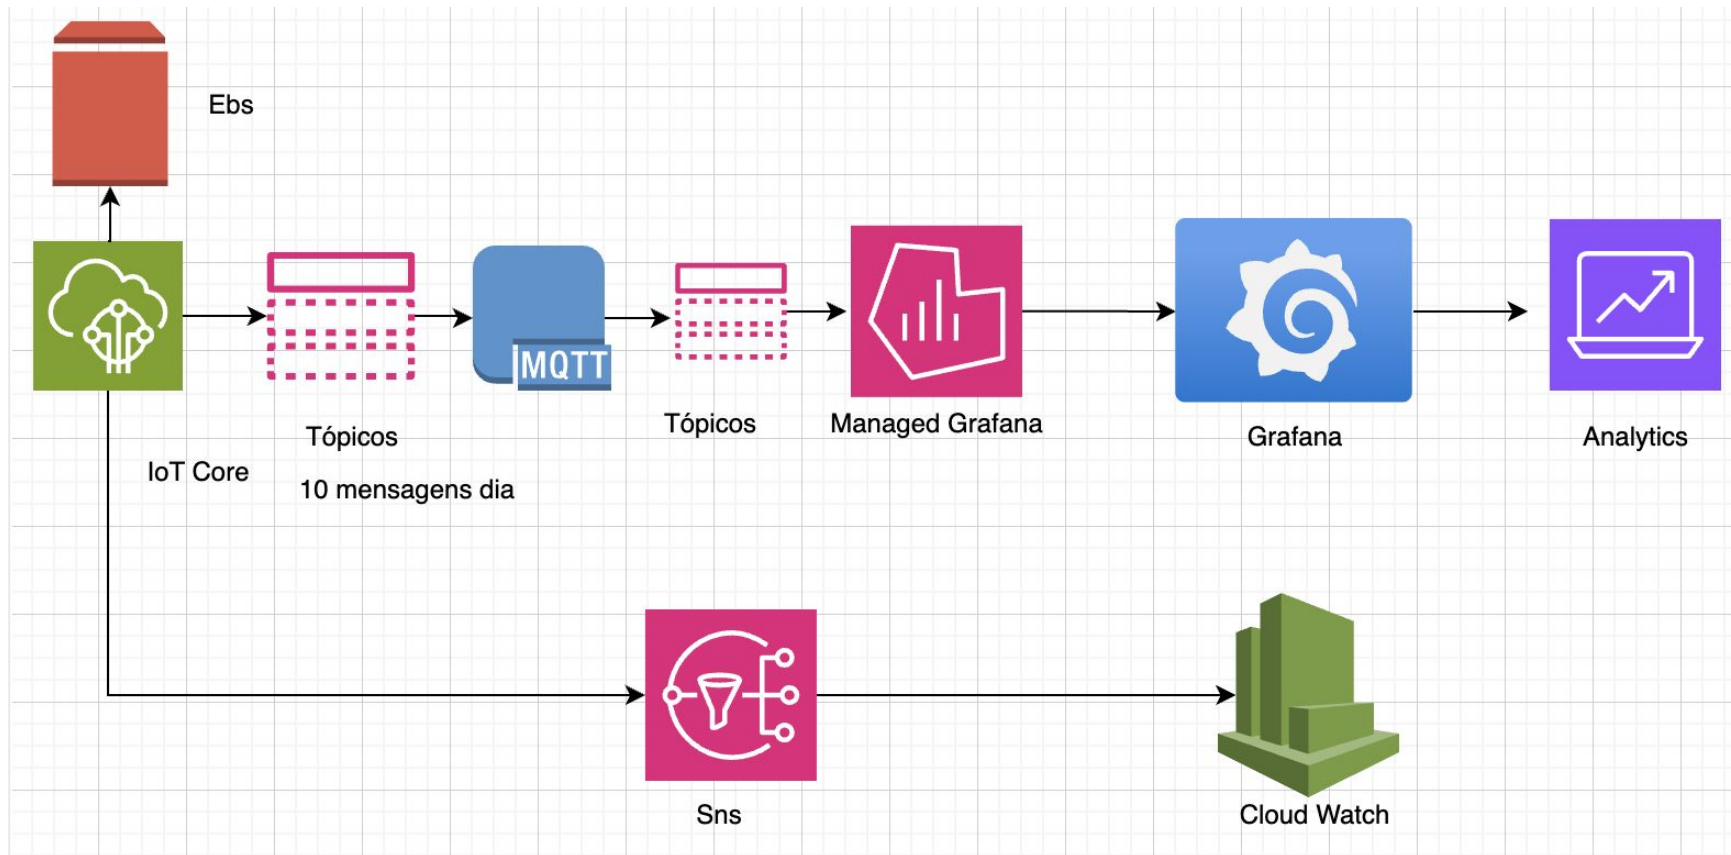 Ebs
MQTT
Tópicos
Managed Grafana
Tópicos
Grafana
Analytics
IoT Core
10 mensagens dia
Sns
Cloud Watch